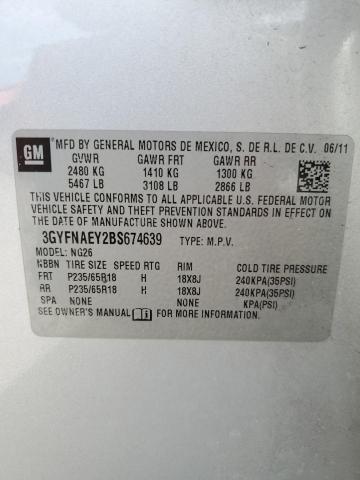 GM
MFD BY GENERAL MOTORS DE MEXICO, S. DE R.L. DE C.V. 06/11
GVWR GAWR FRT GAWR RR
2480 KG 1410 KG 1300 KG
5467 LB 3108 LB 2866 LB
THIS VEHICLE CONFORMS TO ALL APPLICABLE U.S. FEDERAL MOTOR
VEHICLE SAFETY, BUMPER, AND THEFT PREVENTION STANDARDS IN EFFECT ON
THE DATE OF MANUFACTURE SHOWN ABOVE.
3GYFNAEY2BS674639 TYPE: M.P.V.
MODEL: NG26
NBBN TIRE SIZE SPEED RTG RIM COLD TIRE PRESSURE
FRT P235/65R18 H 18X8J 240KPA(35PSI)
RR P235/65R18 H 18X8J 240KPA(35PSI)
SPA NONE NONE KPA(PSI)
SEE OWNER'S MANUAL FOR MORE INFORMATION